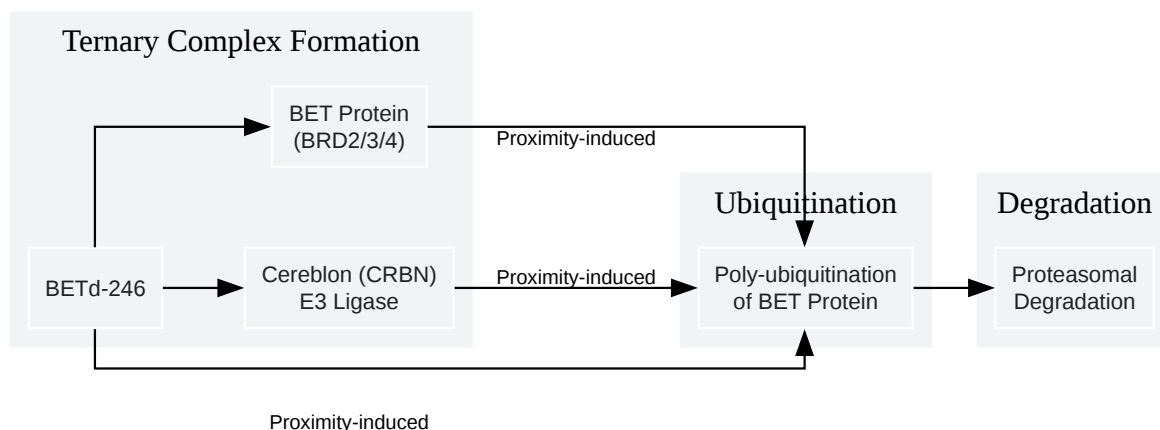 Ternary Complex Formation
BET Protein
(BRD2/3/4)
Proximity-induced
Ubiquitination
Degradation
BETd-246
Cereblon (CRBN)
E3 Ligase
Proximity-induced
Poly-ubiquitination
of BET Protein
Proteasomal
Degradation
Proximity-induced